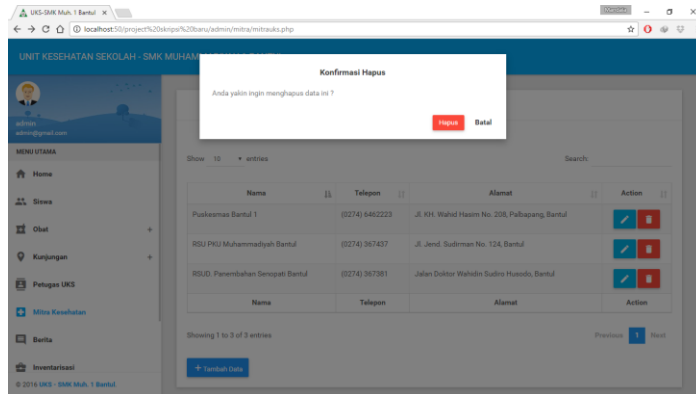 UKS-SMK Muh. 1 Bantul
localhost:50/project%20skripsi%20baru/admin/mitra/mitrauks.php
UNIT KESEHATAN SEKOLAH - SMK MUHAM
Konfirmasi Hapus
Anda yakin ingin menghapus data ini ?
Hapus Batal
admin
admin@gmail.com
MENU UTAMA
Home
Siswa
Obat +
Kunjungan +
Petugas UKS
Mitra Kesehatan
Berita
Inventarisasi
© 2016 UKS - SMK Muh. 1 Bantul
Show 10 entries Search:
Nama Telepon Alamat Action
Puskesmas Bantul 1 (0274) 6462223 Jl. KH. Wahid Hasim No. 208, Palbapang, Bantul
RSU PKU Muhammadiyah Bantul (0274) 367437 Jl. Jend. Sudirman No. 124, Bantul
RSUD. Panembahan Senopati Bantul (0274) 367381 Jalan Doktor Wahidin Sudiro Husodo, Bantul
Nama Telepon Alamat Action
Showing 1 to 3 of 3 entries Previous 1 Next
+ Tambah Data